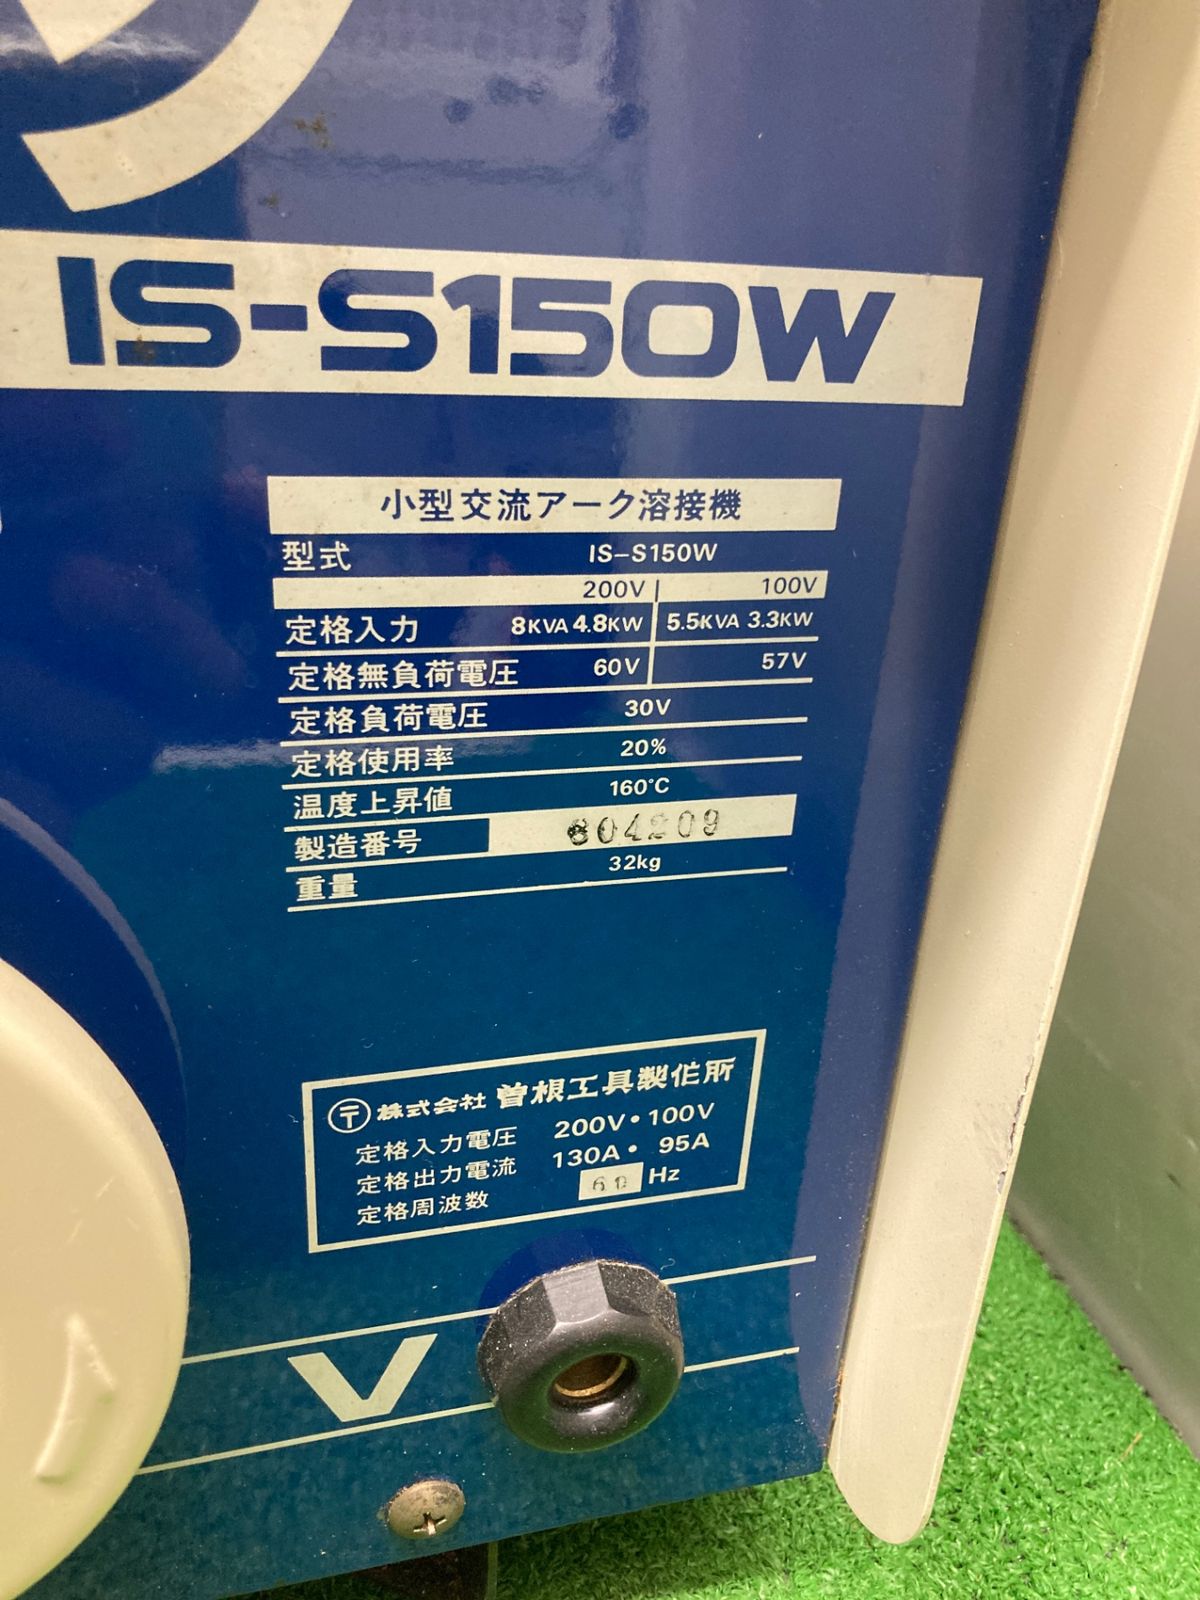 IS-S150W
小型交流アーク溶接機
型式 IS-S150W
200V 100V
定格入力 8KVA 4.8KW 5.5KVA 3.3KW
定格無負荷電圧 60V 57V
定格負荷電圧 30V
定格使用率 20%
温度上昇値 160°C
製造番号 804209
重量 32kg
〒 株式会社 曽根工具製作所
定格入力電圧 200V・100V
定格出力電流 130A・95A
定格周波数 60 Hz
V